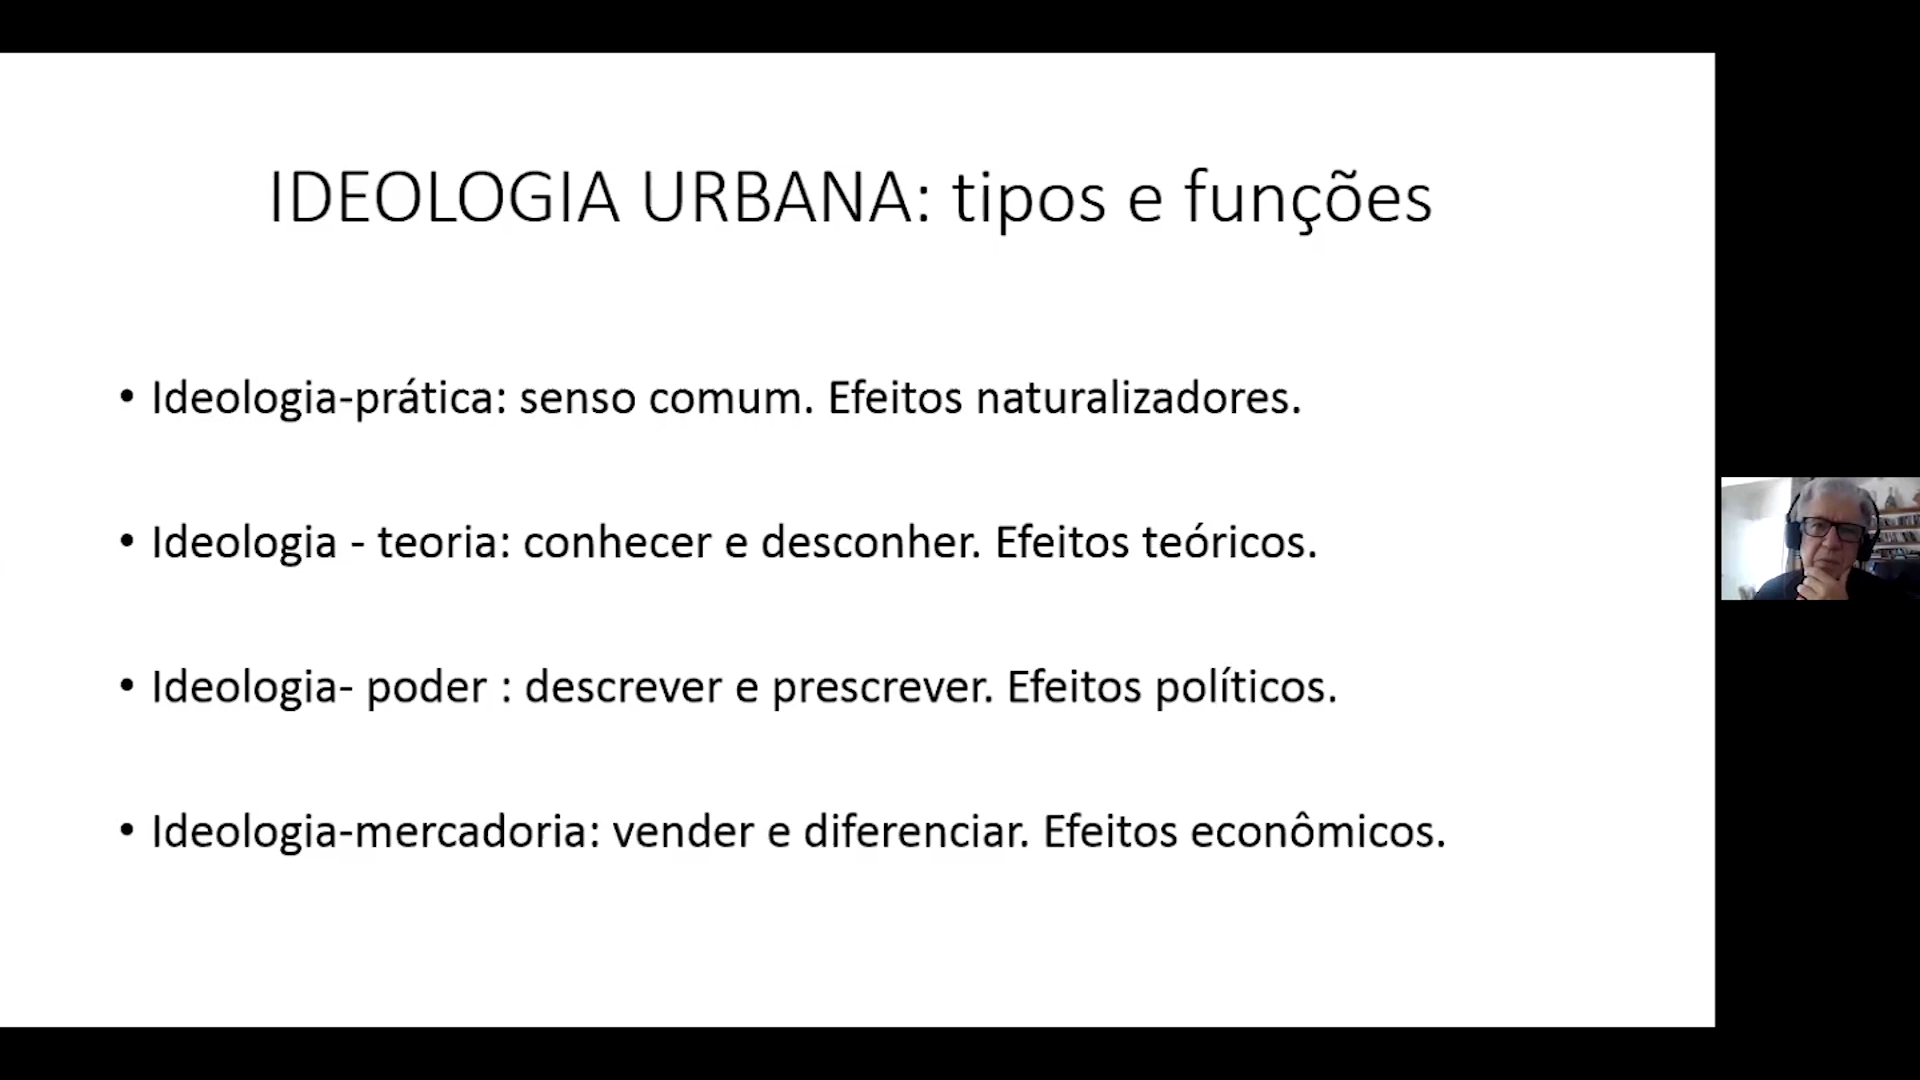 IDEOLOGIA URBANA: tipos e funções
• Ideologia-prática: senso comum. Efeitos naturalizadores.
• Ideologia - teoria: conhecer e desconher. Efeitos teóricos.
• Ideologia- poder : descrever e prescrever. Efeitos políticos.
• Ideologia-mercadoria: vender e diferenciar. Efeitos econômicos.